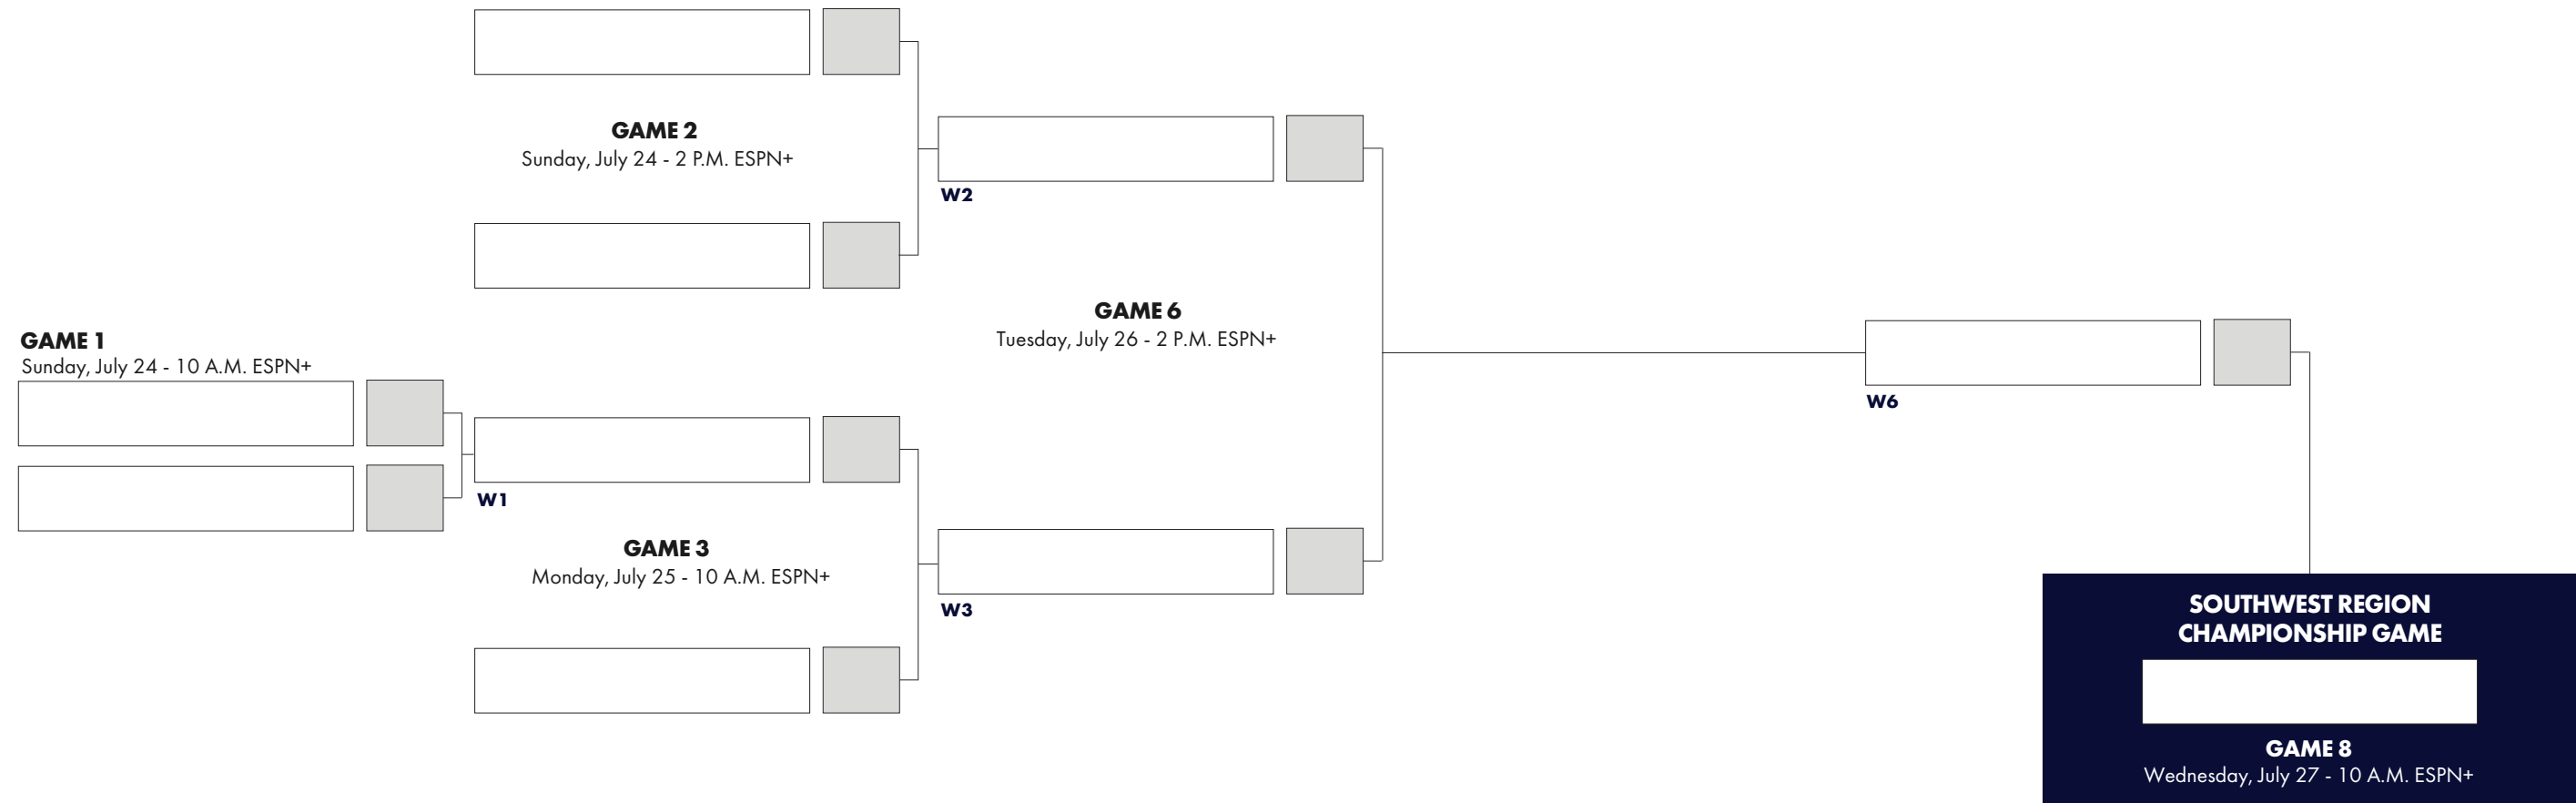 GAME 2
Sunday, July 24 - 2 P.M. ESPN+
W2
GAME 6
Tuesday, July 26 - 2 P.M. ESPN+
GAME 1
Sunday, July 24 - 10 A.M. ESPN+
W6
W1
GAME 3
Monday, July 25 - 10 A.M. ESPN+
W3
SOUTHWEST REGION
CHAMPIONSHIP GAME
GAME 8
Wednesday, July 27 - 10 A.M. ESPN+